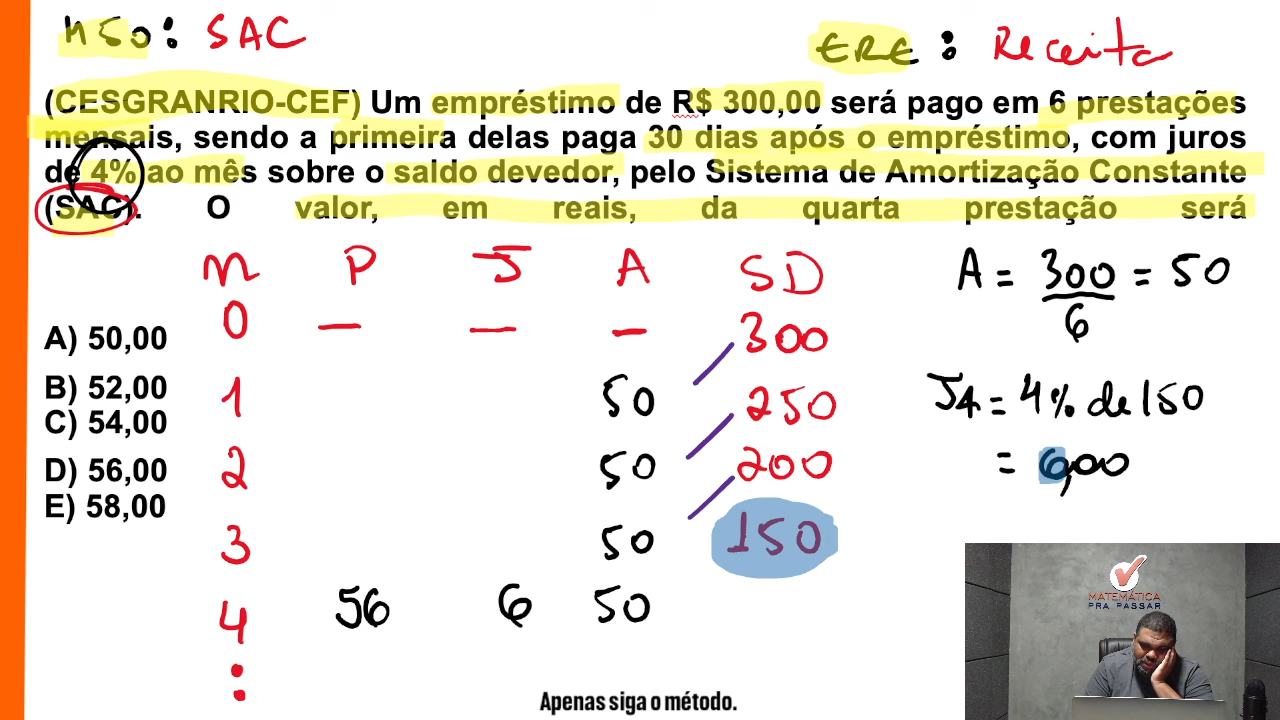 MÉTODO: SAC
ERE: Receita
(CESGRANRIO-CEF) Um empréstimo de R$ 300,00 será pago em 6 prestações
mensais, sendo a primeira delas paga 30 dias após o empréstimo, com juros
de 4% ao mês sobre o saldo devedor, pelo Sistema de Amortização Constante
(SAC). O valor, em reais, da quarta prestação será
n P J A SD
0 — — — 300
1 50 250
2 50 200
3 50 150
4 56 6 50
A) 50,00
B) 52,00
C) 54,00
D) 56,00
E) 58,00
A = 300/6 = 50
J4 = 4% de 150
= 6,00
MATEMÁTICA
PRA PASSAR
Apenas siga o método.